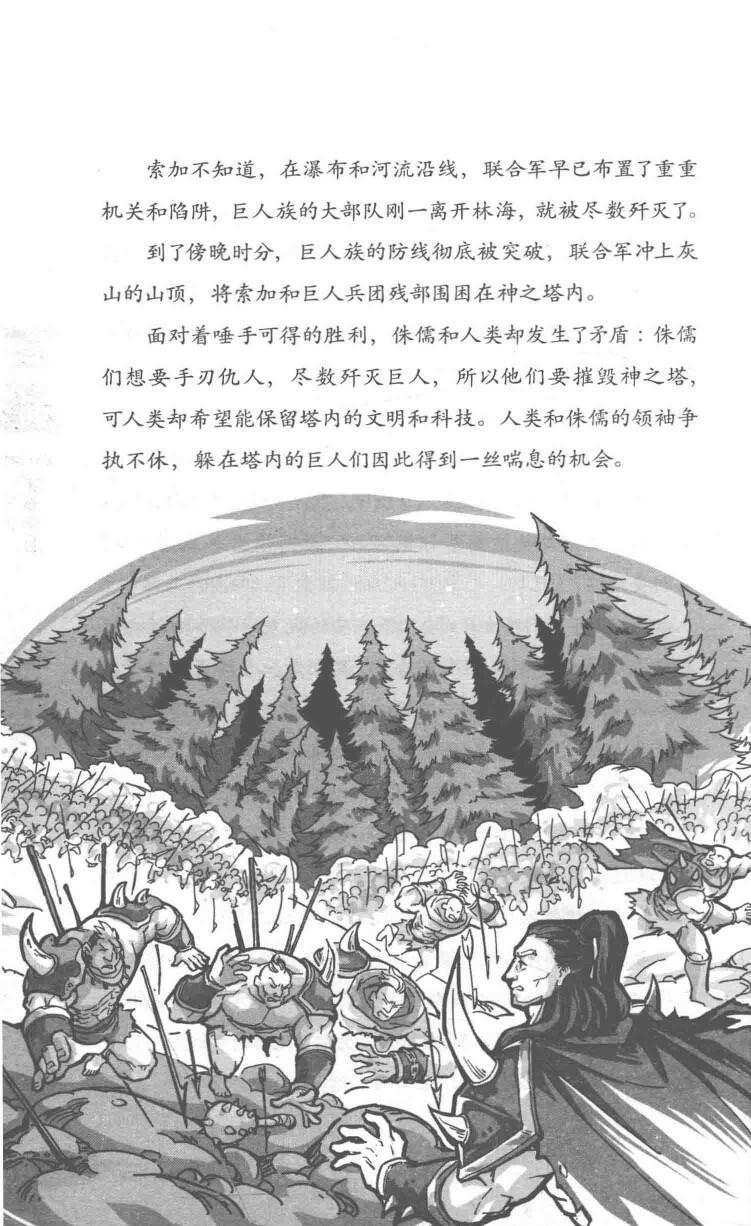 索加不知道，在瀑布和河流沿线，联合军早已布置了重重
机关和陷阱，巨人族的大部队刚一离开林海，就被尽数歼灭了。
到了傍晚时分，巨人族的防线彻底被突破，联合军冲上灰
山的山顶，将索加和巨人兵团残部围困在神之塔内。
面对着唾手可得的胜利，侏儒和人类却发生了矛盾：侏儒
们想要手刃仇人，尽数歼灭巨人，所以他们要摧毁神之塔，
可人类却希望能保留塔内的文明和科技。人类和侏儒的领袖争
执不休，躲在塔内的巨人们因此得到一丝喘息的机会。